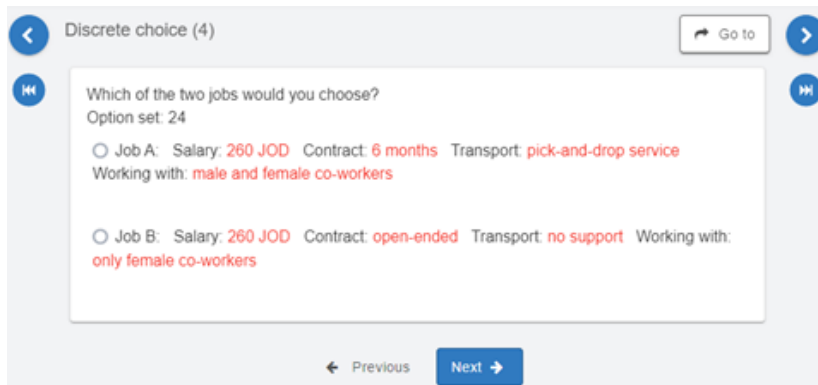 Discrete choice (4)
Go to
Which of the two jobs would you choose?
Option set: 24
Job A: Salary: 260 JOD Contract: 6 months Transport: pick-and-drop service
Working with: male and female co-workers
Job B: Salary: 260 JOD Contract: open-ended Transport: no support Working with:
only female co-workers
Previous
Next